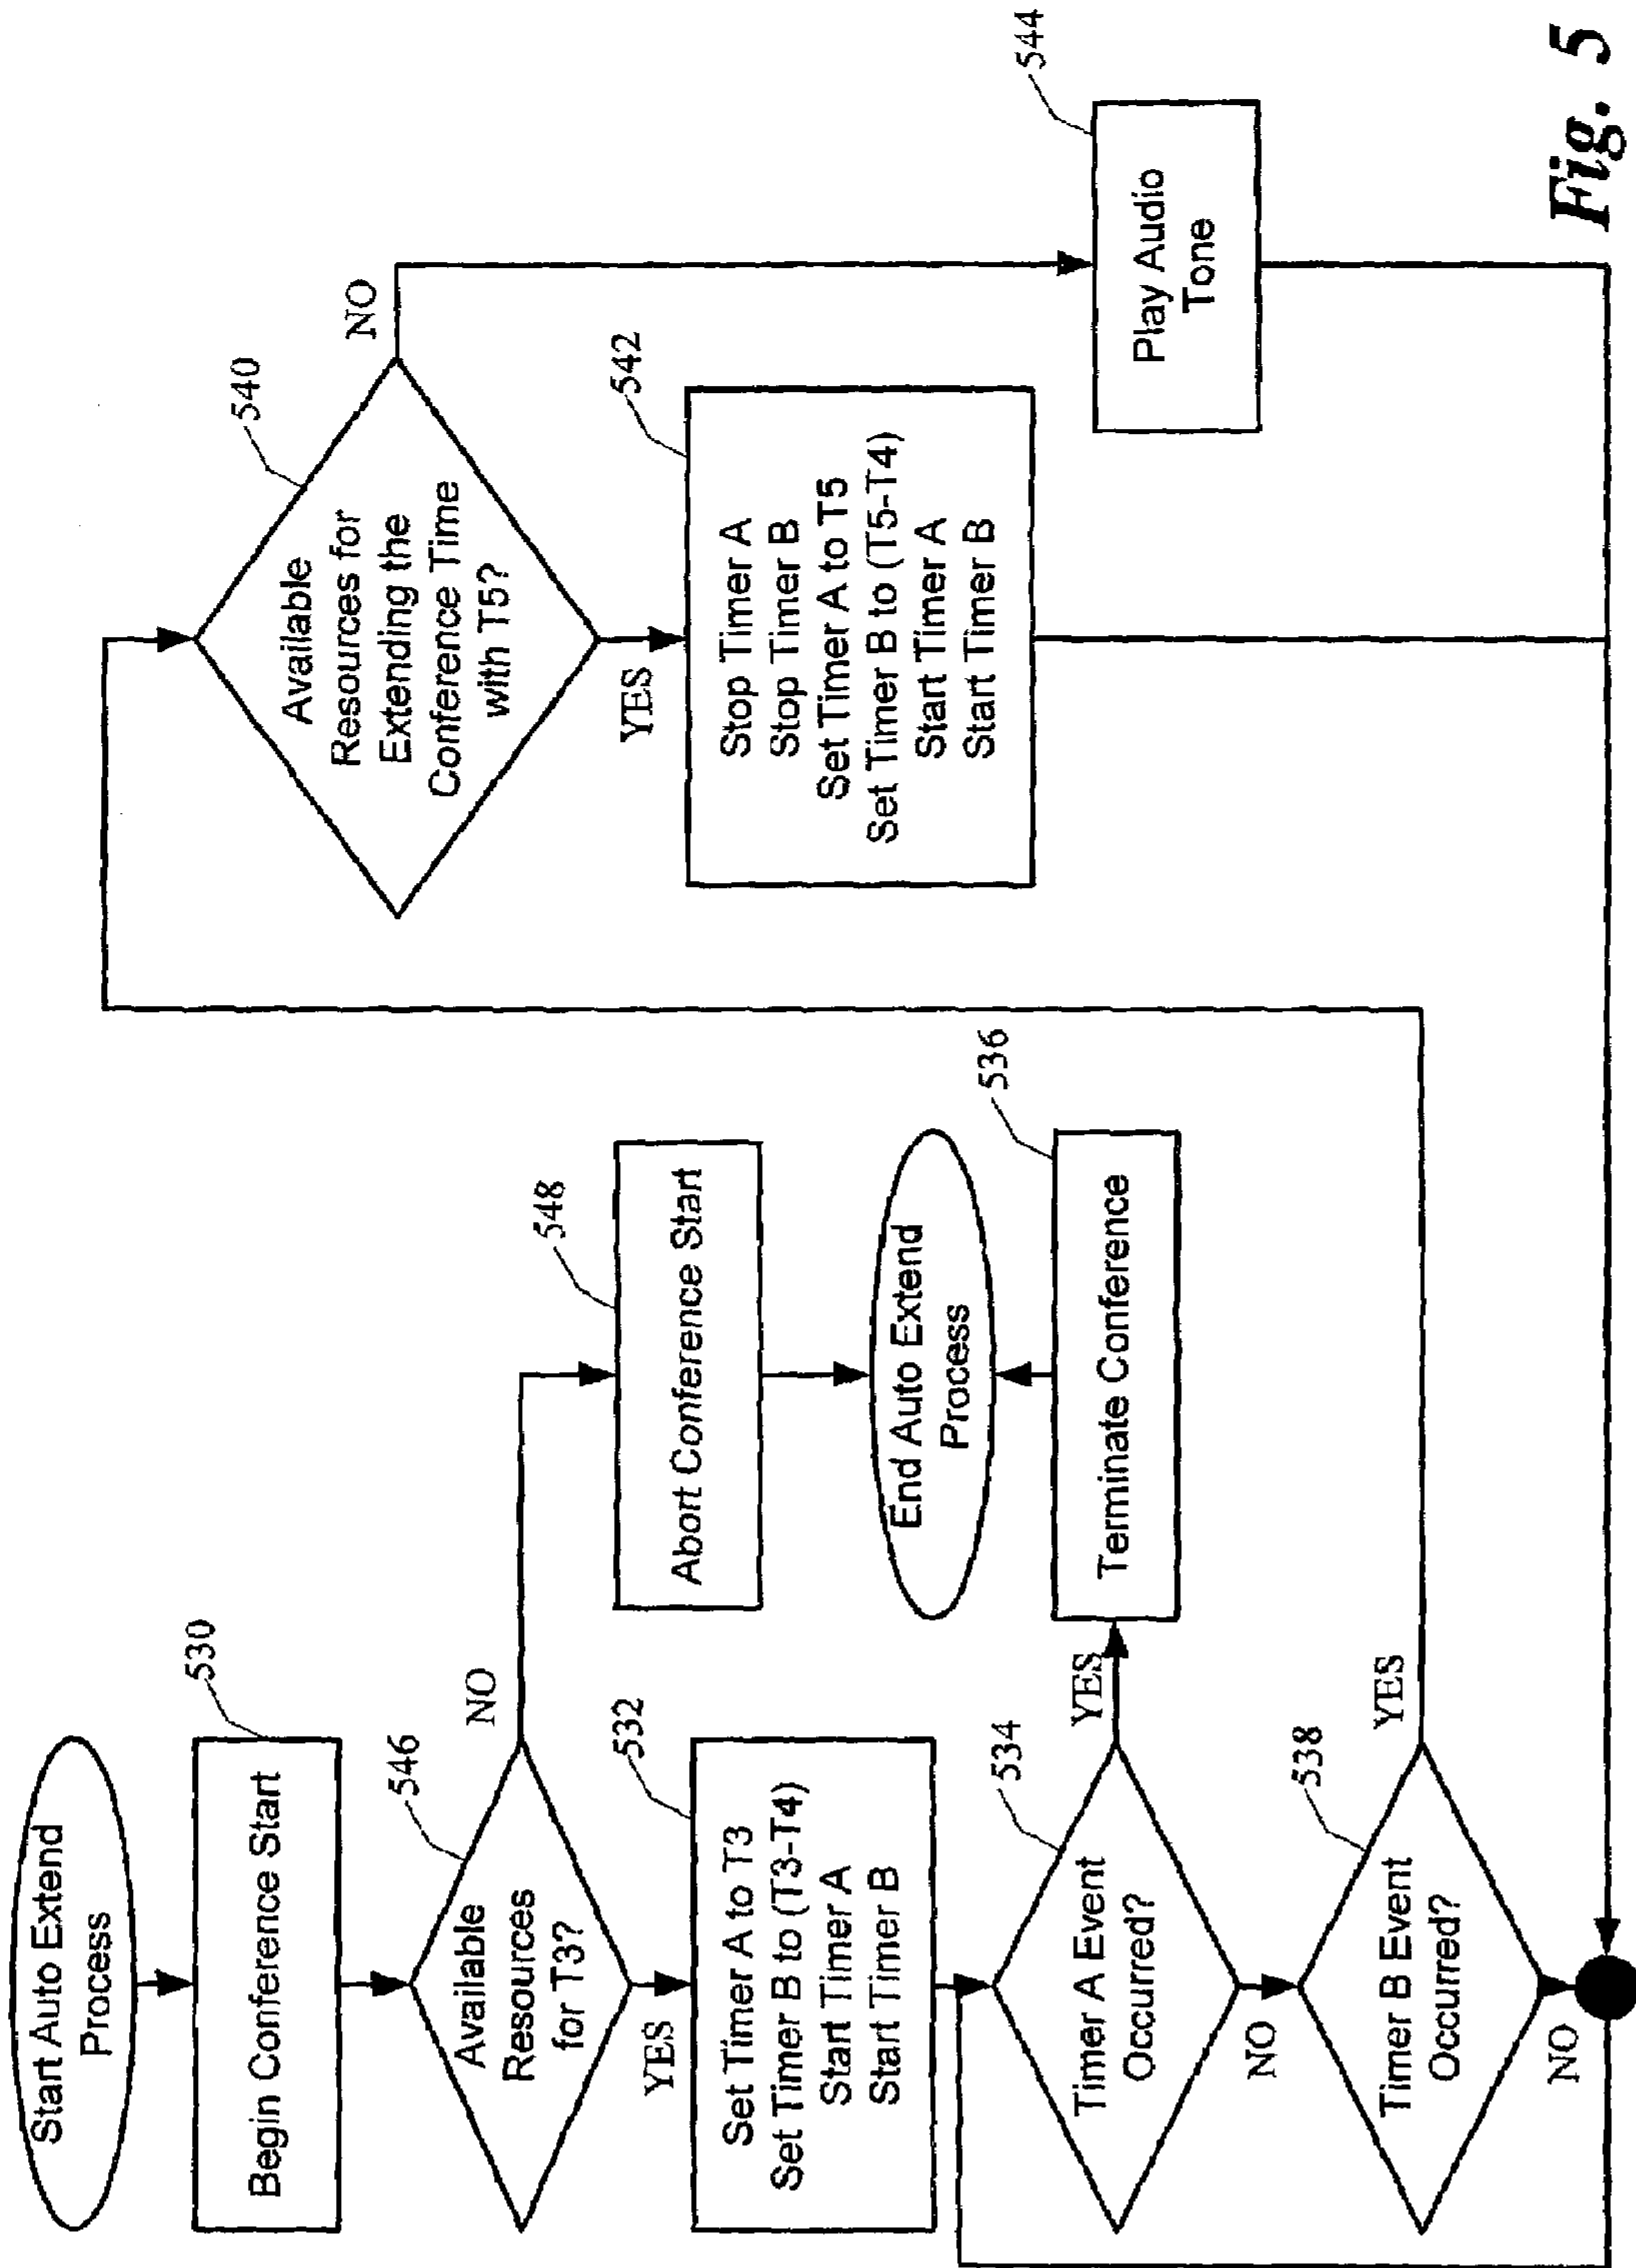 Start Auto Extend
Process
530
Begin Conference Start
546
Available
Resources
for T3?
NO
YES
548
Abort Conference Start
532
Set Timer A to T3
Set Timer B to (T3-T4)
Start Timer A
Start Timer B
End Auto Extend
Process
534
Timer A Event
Occurred?
YES
NO
536
Terminate Conference
538
Timer B Event
Occurred?
YES
NO
540
Available
Resources for
Extending the
Conference Time
with T5?
NO
YES
542
Stop Timer A
Stop Timer B
Set Timer A to T5
Set Timer B to (T5-T4)
Start Timer A
Start Timer B
544
Play Audio
Tone
Fig. 5